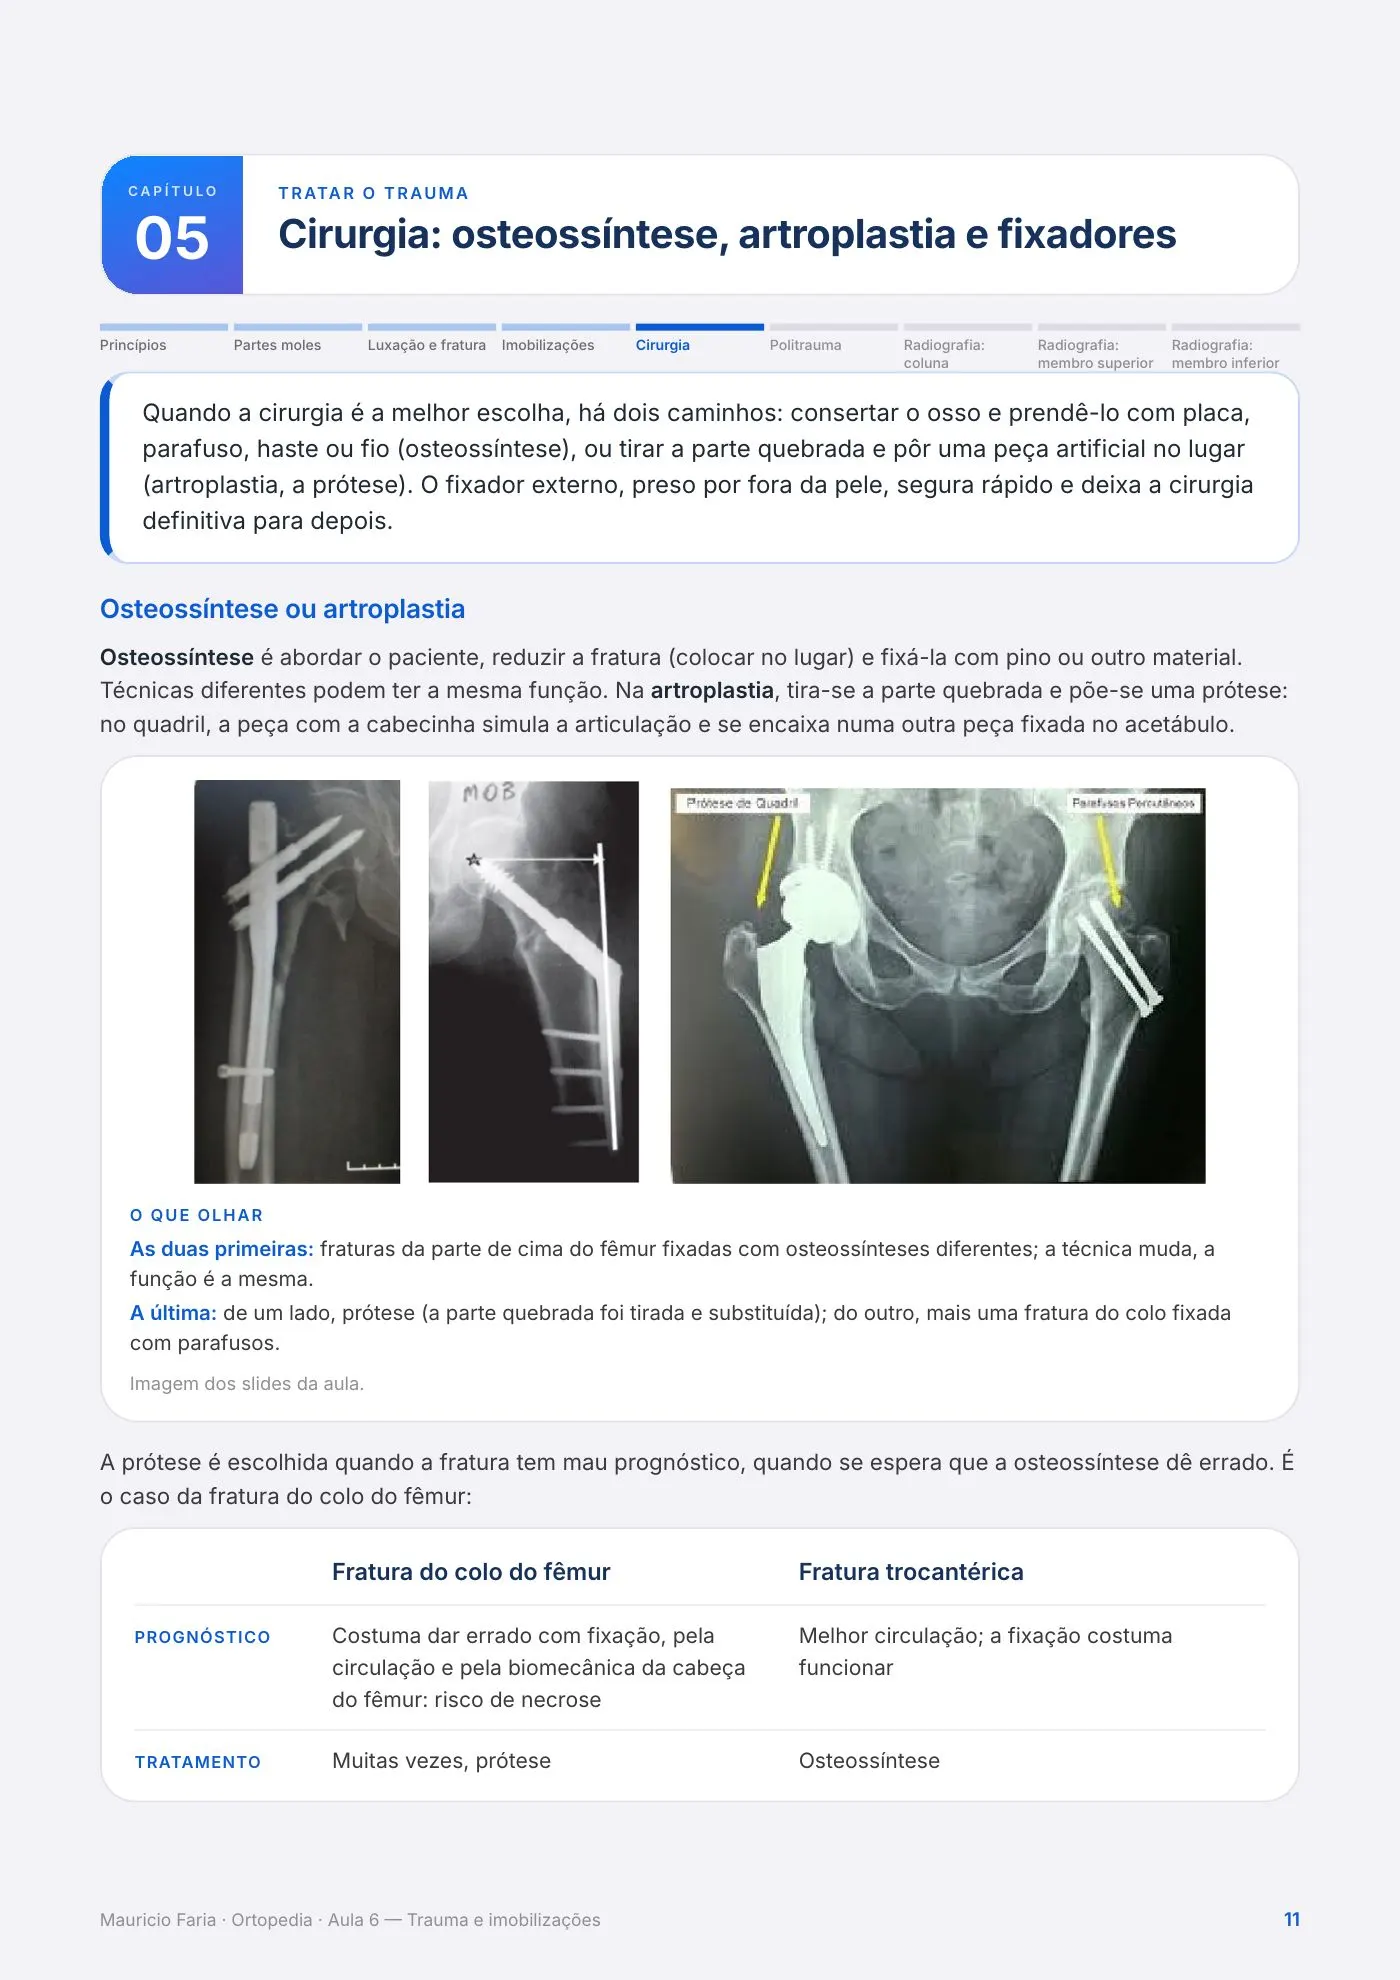 CAPÍTULO
05
TRATAR O TRAUMA
Cirurgia: osteossíntese, artroplastia e fixadores
Princípios
Partes moles
Luxação e fratura
Imobilizações
Cirurgia
Politrauma
Radiografia:
coluna
Radiografia:
membro superior
Radiografia:
membro inferior
Quando a cirurgia é a melhor escolha, há dois caminhos: consertar o osso e prendê-lo com placa,
parafuso, haste ou fio (osteossíntese), ou tirar a parte quebrada e pôr uma peça artificial no lugar
(artroplastia, a prótese). O fixador externo, preso por fora da pele, segura rápido e deixa a cirurgia
definitiva para depois.
Osteossíntese ou artroplastia
Osteossíntese é abordar o paciente, reduzir a fratura (colocar no lugar) e fixá-la com pino ou outro material.
Técnicas diferentes podem ter a mesma função. Na artroplastia, tira-se a parte quebrada e põe-se uma prótese:
no quadril, a peça com a cabecinha simula a articulação e se encaixa numa outra peça fixada no acetábulo.
MOB
Prótese de Quadril
Parafusos Percutâneos
O QUE OLHAR
As duas primeiras: fraturas da parte de cima do fêmur fixadas com osteossínteses diferentes; a técnica muda, a
função é a mesma.
A última: de um lado, prótese (a parte quebrada foi tirada e substituída); do outro, mais uma fratura do colo fixada
com parafusos.
Imagem dos slides da aula.
A prótese é escolhida quando a fratura tem mau prognóstico, quando se espera que a osteossíntese dê errado. É
o caso da fratura do colo do fêmur:
Fratura do colo do fêmur
Fratura trocantérica
PROGNÓSTICO
Costuma dar errado com fixação, pela
circulação e pela biomecânica da cabeça
do fêmur: risco de necrose
Melhor circulação; a fixação costuma
funcionar
TRATAMENTO
Muitas vezes, prótese
Osteossíntese
Mauricio Faria · Ortopedia · Aula 6 — Trauma e imobilizações
11